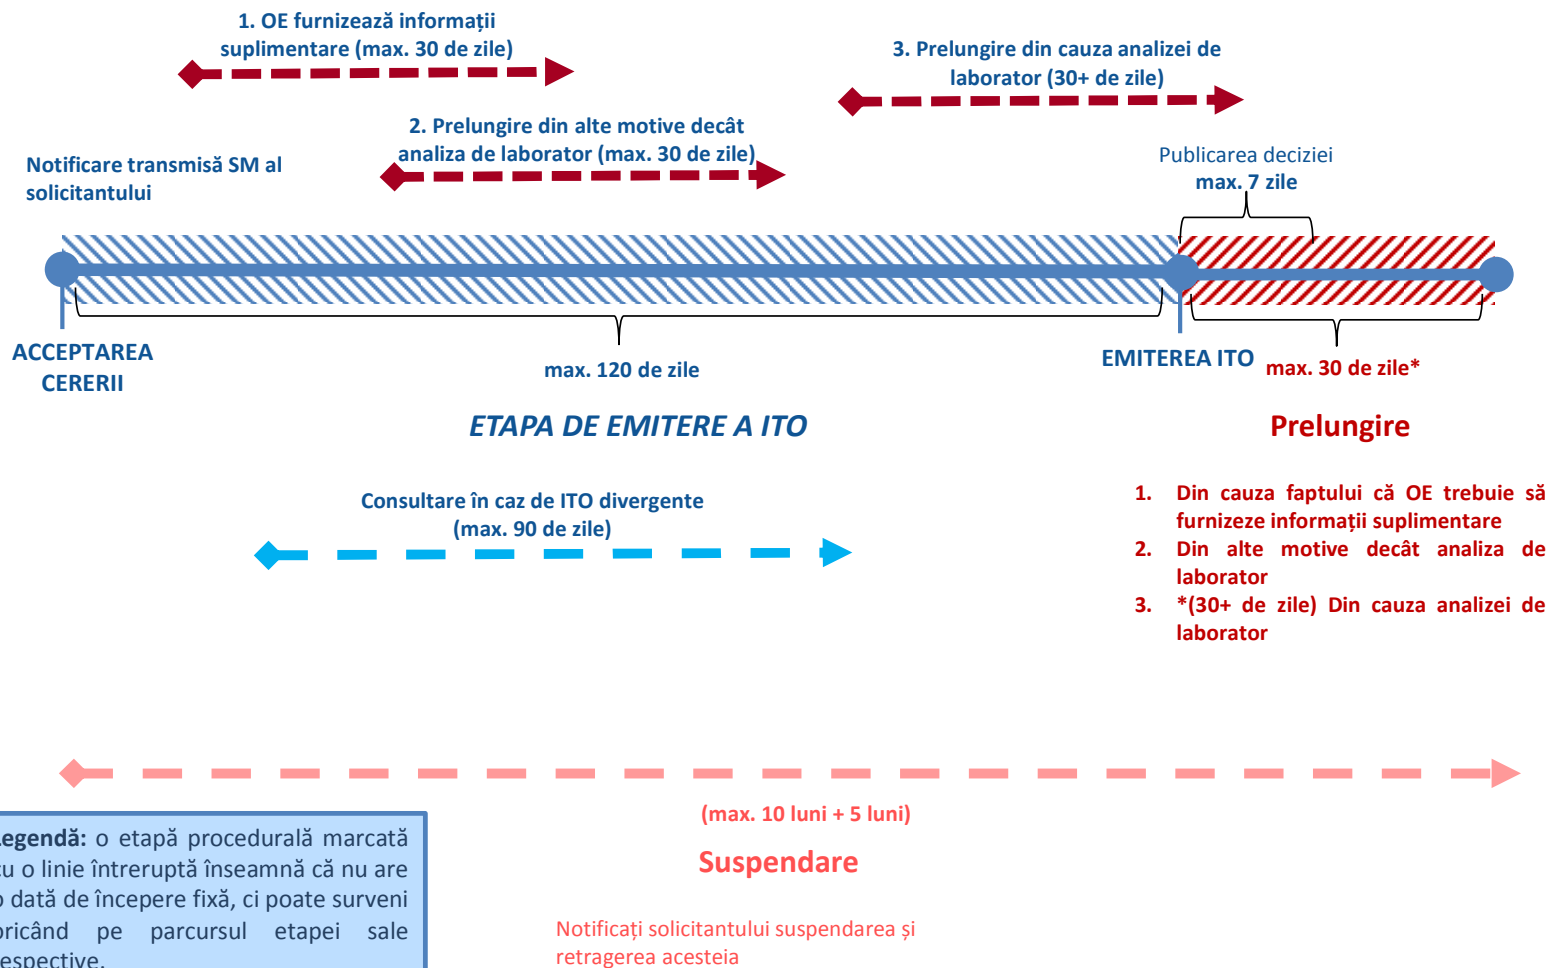 1. OE furnizează informații
suplimentare (max. 30 de zile)
3. Prelungire din cauza analizei de
laborator (30+ de zile)
2. Prelungire din alte motive decât
analiza de laborator (max. 30 de zile)
Notificare transmisă SM al
solicitantului
Publicarea deciziei
max. 7 zile
ACCEPTAREA
CERERII
max. 120 de zile
EMITEREA ITO
max. 30 de zile*
ETAPA DE EMITERE A ITO
Prelungire
Consultare în caz de ITO divergente
(max. 90 de zile)
1. Din cauza faptului că OE trebuie să
furnizeze informații suplimentare
2. Din alte motive decât analiza de
laborator
3. *(30+ de zile) Din cauza analizei de
laborator
(max. 10 luni + 5 luni)
Suspendare
Legendă: o etapă procedurală marcată
cu o linie întreruptă înseamnă că nu are
o dată de începere fixă, ci poate surveni
oricând pe parcursul etapei sale
respective.
Notificați solicitantului suspendarea și
retragerea acesteia